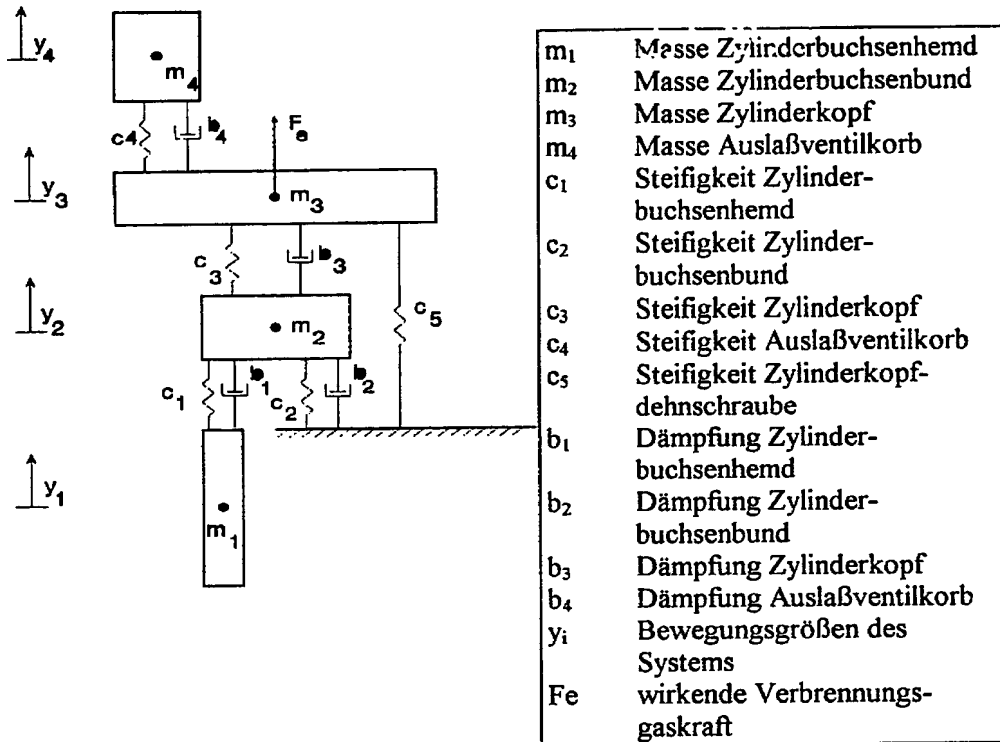 y4
m4
c4
b4
Fe
y3
m3
c3
b3
y2
m2
c5
c1
b1
c2
b2
y1
m1
m1 Masse Zylinderbuchsenhemd
m2 Masse Zylinderbuchsenbund
m3 Masse Zylinderkopf
m4 Masse Auslaßventilkorb
c1 Steifigkeit Zylinder-
buchsenhemd
c2 Steifigkeit Zylinder-
buchsenbund
c3 Steifigkeit Zylinderkopf
c4 Steifigkeit Auslaßventilkorb
c5 Steifigkeit Zylinderkopf-
dehnschraube
b1 Dämpfung Zylinder-
buchsenhemd
b2 Dämpfung Zylinder-
buchsenbund
b3 Dämpfung Zylinderkopf
b4 Dämpfung Auslaßventilkorb
yi Bewegungsgrößen des
Systems
Fe wirkende Verbrennungs-
gaskraft